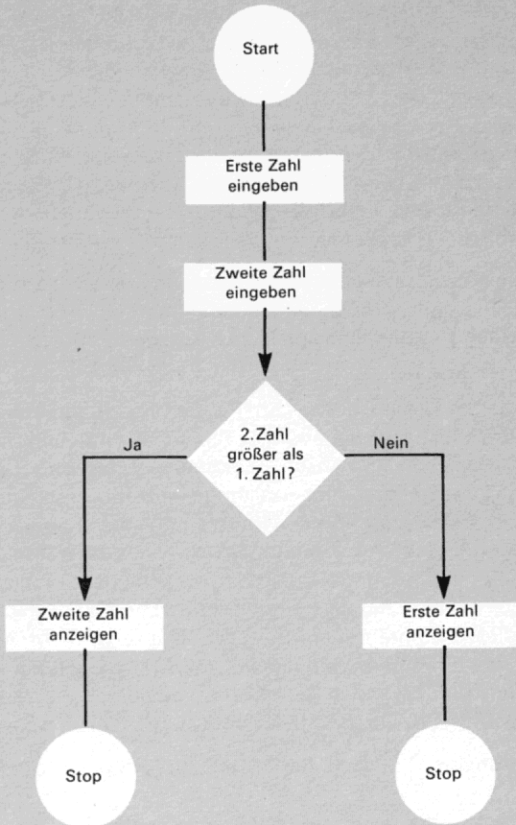 Start
Erste Zahl
eingeben
Zweite Zahl
eingeben
2. Zahl
größer als
1. Zahl?
Ja
Nein
Zweite Zahl
anzeigen
Erste Zahl
anzeigen
Stop
Stop